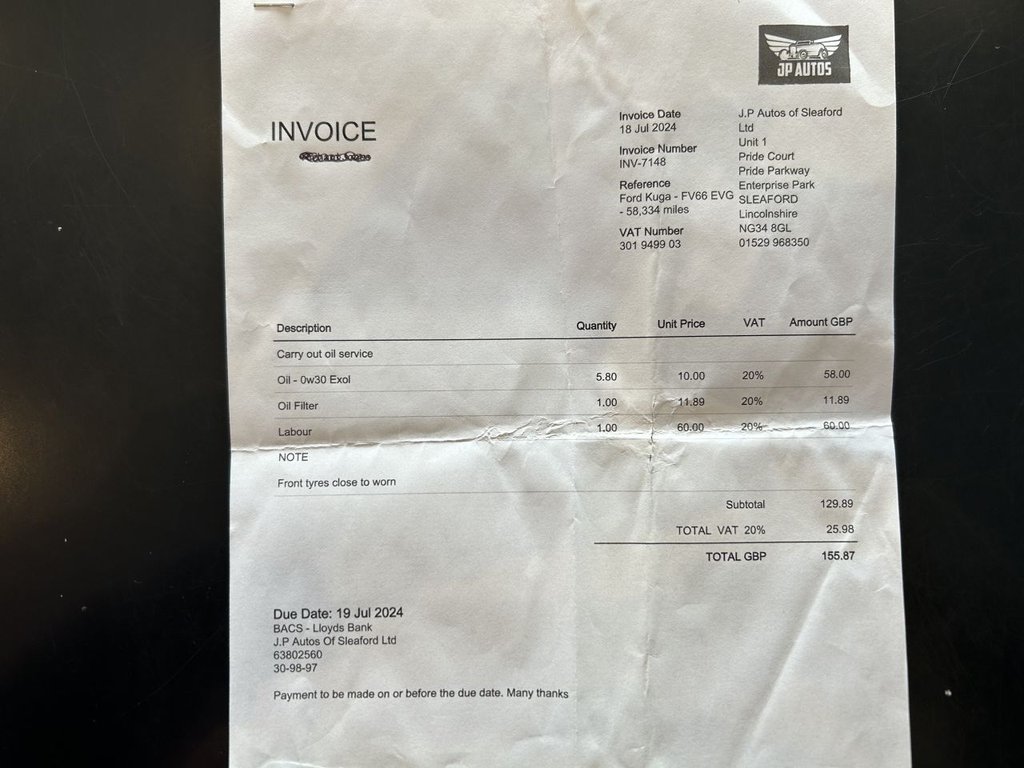 JP AUTOS
INVOICE
Invoice Date
18 Jul 2024
Invoice Number
INV-7148
Reference
Ford Kuga - FV66 EVG
- 58,334 miles
VAT Number
301 9499 03
J.P Autos of Sleaford
Ltd
Unit 1
Pride Court
Pride Parkway
Enterprise Park
SLEAFORD
Lincolnshire
NG34 8GL
01529 968350
Description Quantity Unit Price VAT Amount GBP
Carry out oil service
Oil - 0w30 Exol 5.80 10.00 20% 58.00
Oil Filter 1.00 11.89 20% 11.89
Labour 1.00 60.00 20% 60.00
NOTE
Front tyres close to worn
Subtotal 129.89
TOTAL VAT 20% 25.98
TOTAL GBP 155.87
Due Date: 19 Jul 2024
BACS - Lloyds Bank
J.P Autos Of Sleaford Ltd
63802560
30-98-97
Payment to be made on or before the due date. Many thanks